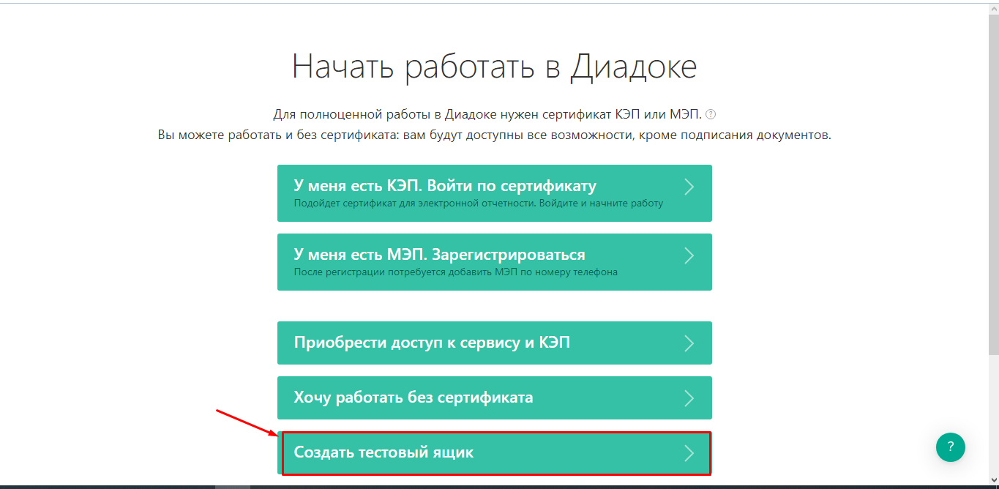 Начать работать в Диадоке
Для полноценной работы в Диадоке нужен сертификат КЭП или МЭП. ?
Вы можете работать и без сертификата: вам будут доступны все возможности, кроме подписания документов.
У меня есть КЭП. Войти по сертификату
Подойдет сертификат для электронной отчетности. Войдите и начните работу
У меня есть МЭП. Зарегистрироваться
После регистрации потребуется добавить МЭП по номеру телефона
Приобрести доступ к сервису и КЭП
Хочу работать без сертификата
Создать тестовый ящик
?